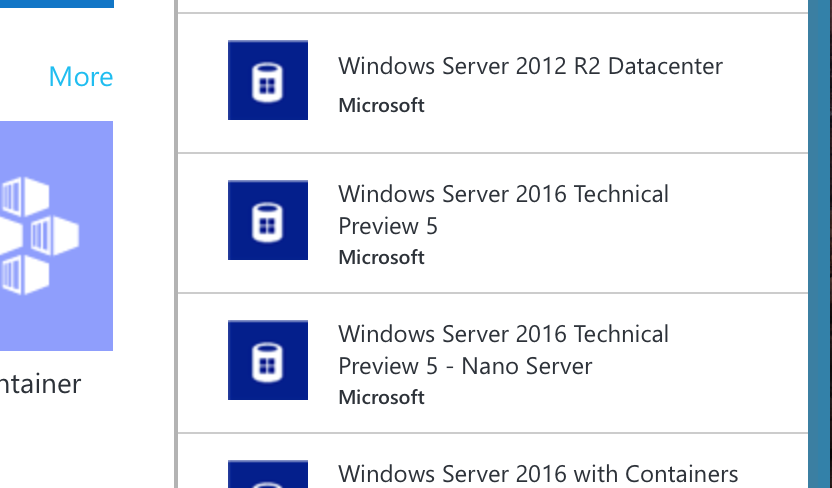 More
ntainer
Windows Server 2012 R2 Datacenter
Microsoft
Windows Server 2016 Technical
Preview 5
Microsoft
Windows Server 2016 Technical
Preview 5 - Nano Server
Microsoft
Windows Server 2016 with Containers